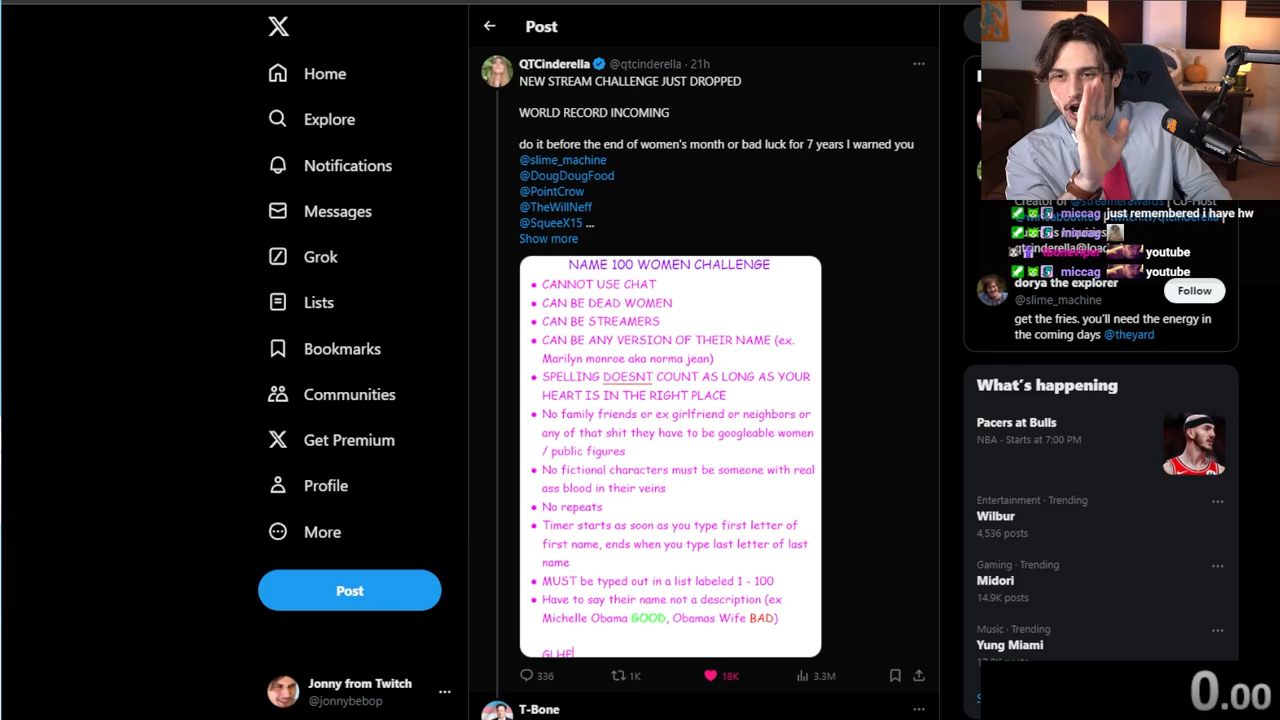 Home
Explore
Notifications
Messages
Grok
Lists
Bookmarks
Communities
Get Premium
Profile
More
Post
Jonny from Twitch
@jonnybebop
Post
QTCinderella @qtcinderella · 21h
NEW STREAM CHALLENGE JUST DROPPED
WORLD RECORD INCOMING
do it before the end of women's month or bad luck for 7 years I warned you
@slime_machine
@DougDougFood
@PointCrow
@TheWillNeff
@SqueeX15 ...
Show more
NAME 100 WOMEN CHALLENGE
• CANNOT USE CHAT
• CAN BE DEAD WOMEN
• CAN BE STREAMERS
• CAN BE ANY VERSION OF THEIR NAME (ex.
Marilyn monroe aka norma jean)
• SPELLING DOESNT COUNT AS LONG AS YOUR
HEART IS IN THE RIGHT PLACE
• No family friends or ex girlfriend or neighbors or
any of that shit they have to be googleable women
/ public figures
• No fictional characters must be someone with real
ass blood in their veins
• No repeats
• Timer starts as soon as you type first letter of
first name, ends when you type last letter of last
name
• MUST be typed out in a list labeled 1 - 100
• Have to say their name not a description (ex
Michelle Obama GOOD, Obamas Wife BAD)
GLHF
336
1K
18K
3.3M
T-Bone
Creator of @streamerawards | Co-Host
miccag just remembered i have hw
miccag
youtube
miccag youtube
dorya the explorer
@slime_machine
Follow
get the fries. you'll need the energy in
the coming days @theyard
What's happening
Pacers at Bulls
NBA · Starts at 7:00 PM
Entertainment · Trending
Wilbur
4,536 posts
Gaming · Trending
Midori
14.9K posts
Music · Trending
Yung Miami
0.00